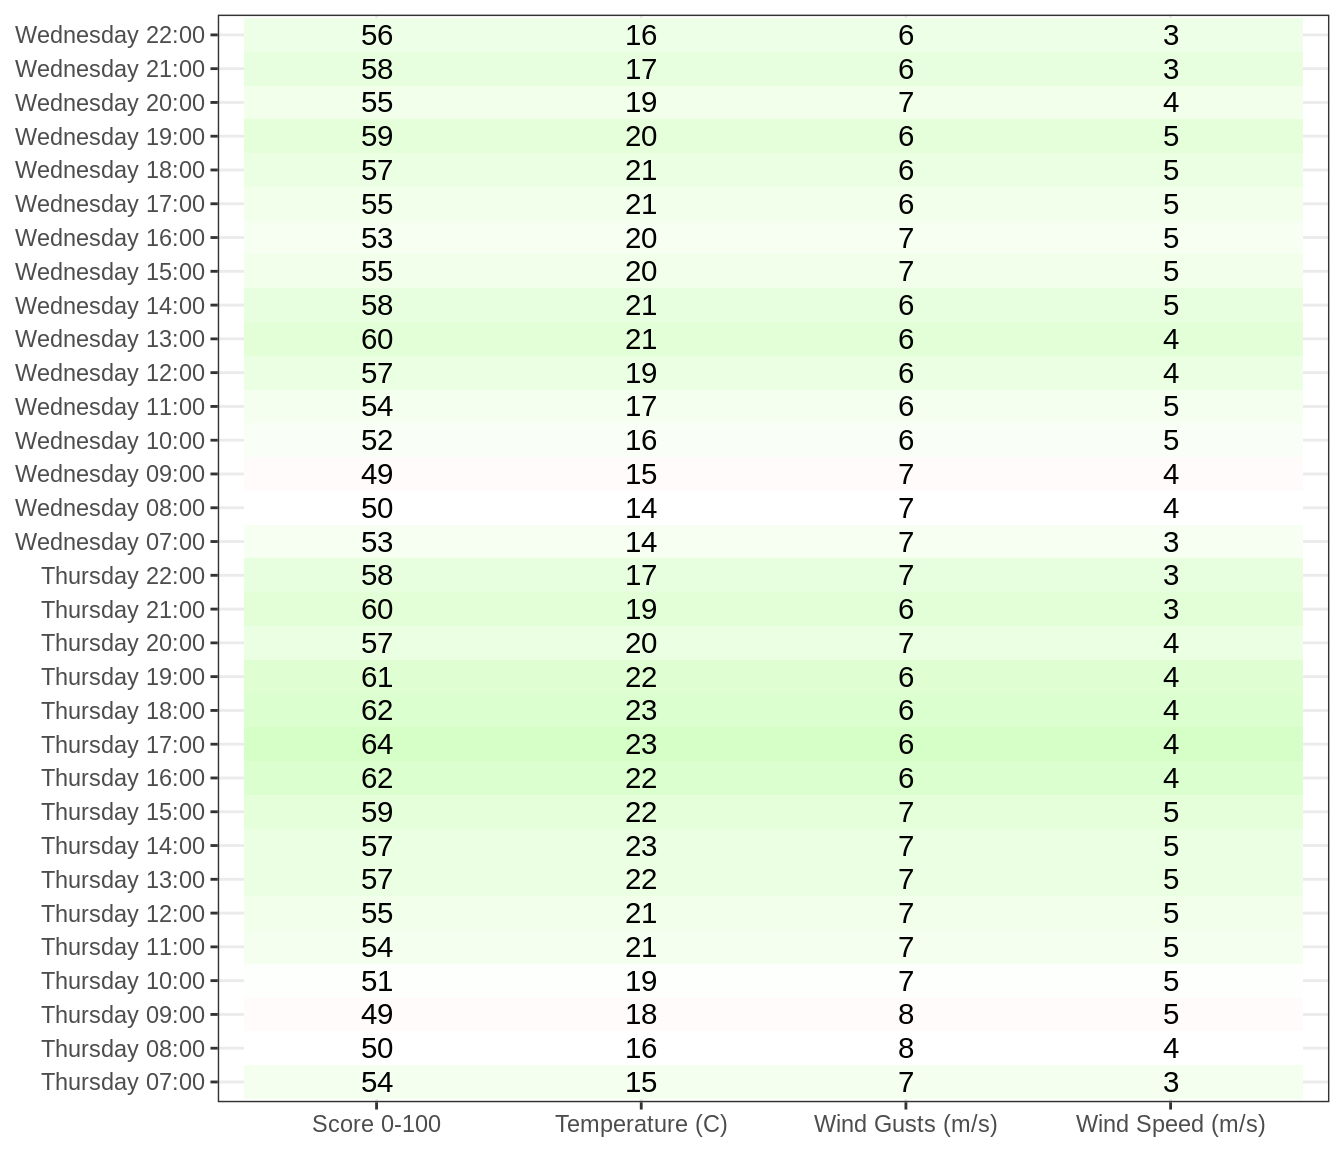 Wednesday 22:00 56 16 6 3
Wednesday 21:00 58 17 6 3
Wednesday 20:00 55 19 7 4
Wednesday 19:00 59 20 6 5
Wednesday 18:00 57 21 6 5
Wednesday 17:00 55 21 6 5
Wednesday 16:00 53 20 7 5
Wednesday 15:00 55 20 7 5
Wednesday 14:00 58 21 6 5
Wednesday 13:00 60 21 6 4
Wednesday 12:00 57 19 6 4
Wednesday 11:00 54 17 6 5
Wednesday 10:00 52 16 6 5
Wednesday 09:00 49 15 7 4
Wednesday 08:00 50 14 7 4
Wednesday 07:00 53 14 7 3
Thursday 22:00 58 17 7 3
Thursday 21:00 60 19 6 3
Thursday 20:00 57 20 7 4
Thursday 19:00 61 22 6 4
Thursday 18:00 62 23 6 4
Thursday 17:00 64 23 6 4
Thursday 16:00 62 22 6 4
Thursday 15:00 59 22 7 5
Thursday 14:00 57 23 7 5
Thursday 13:00 57 22 7 5
Thursday 12:00 55 21 7 5
Thursday 11:00 54 21 7 5
Thursday 10:00 51 19 7 5
Thursday 09:00 49 18 8 5
Thursday 08:00 50 16 8 4
Thursday 07:00 54 15 7 3
Score 0-100 Temperature (C) Wind Gusts (m/s) Wind Speed (m/s)